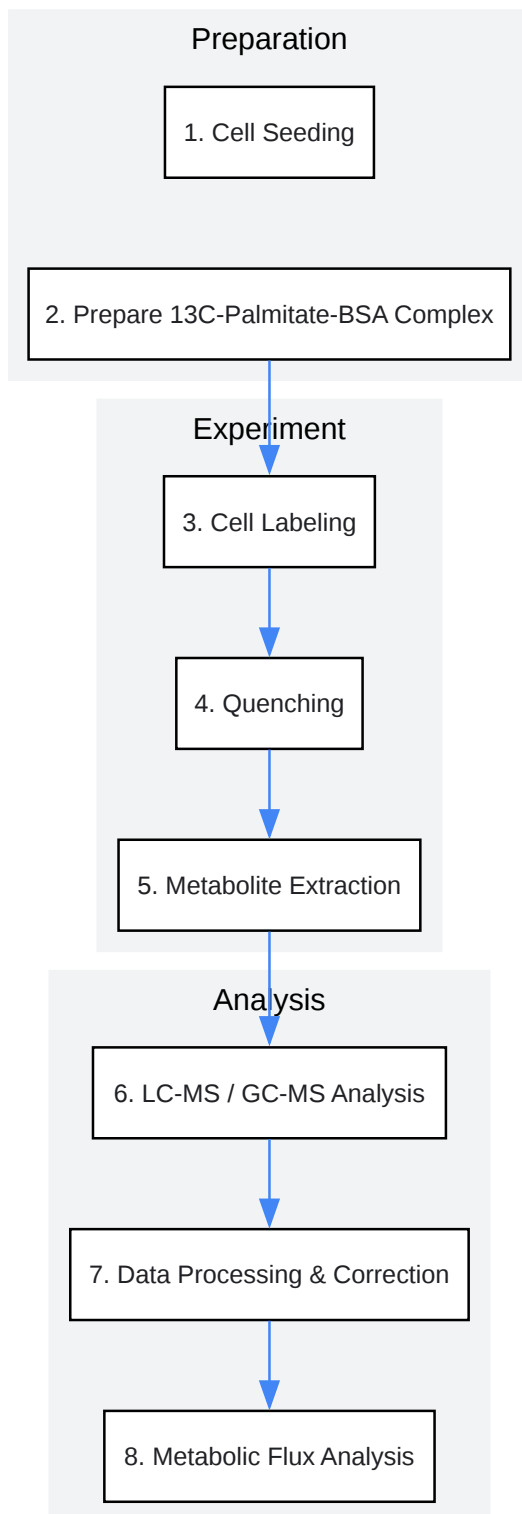 Preparation
1. Cell Seeding
2. Prepare 13C-Palmitate-BSA Complex
Experiment
3. Cell Labeling
4. Quenching
5. Metabolite Extraction
Analysis
6. LC-MS / GC-MS Analysis
7. Data Processing & Correction
8. Metabolic Flux Analysis